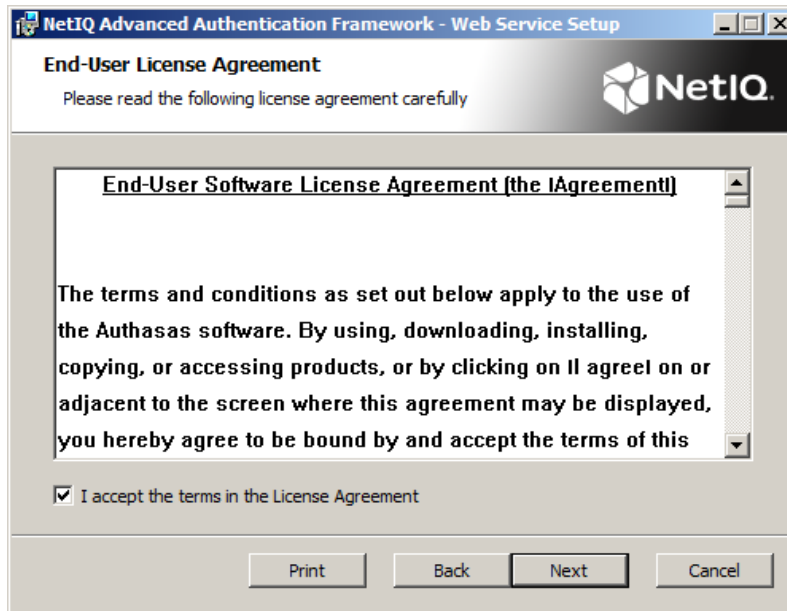 NetIQ Advanced Authentication Framework - Web Service Setup
End-User License Agreement
Please read the following license agreement carefully
NetIQ.
End-User Software License Agreement (the lAgreementl)
The terms and conditions as set out below apply to the use of
the Authasas software. By using, downloading, installing,
copying, or accessing products, or by clicking on lI agreel on or
adjacent to the screen where this agreement may be displayed,
you hereby agree to be bound by and accept the terms of this
I accept the terms in the License Agreement
Print
Back
Next
Cancel